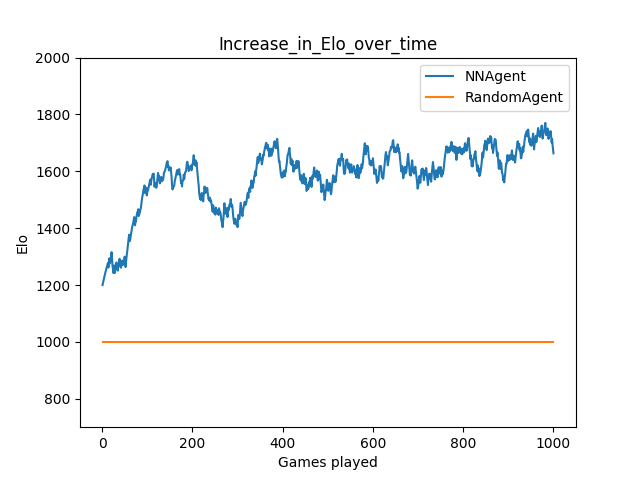 Increase_in_Elo_over_time
NNAgent
RandomAgent
2000
1800
1600
1400
1200
1000
800
Elo
0 200 400 600 800 1000
Games played